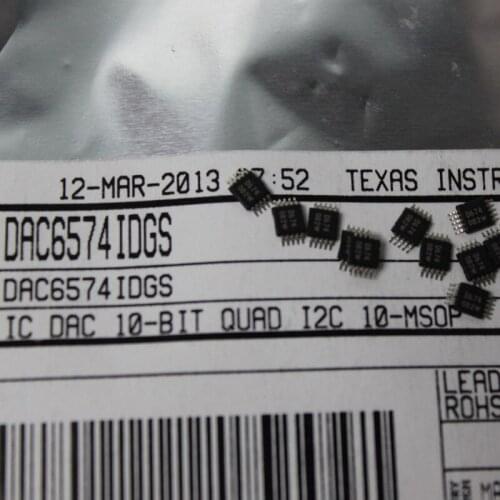 12-MAR-2013 :52 TEXAS INSTR
DAC6574IDGS
DAC6574IDGS
IC DAC 10-BIT QUAD I2C 10-MSOP
LEAD
ROHS